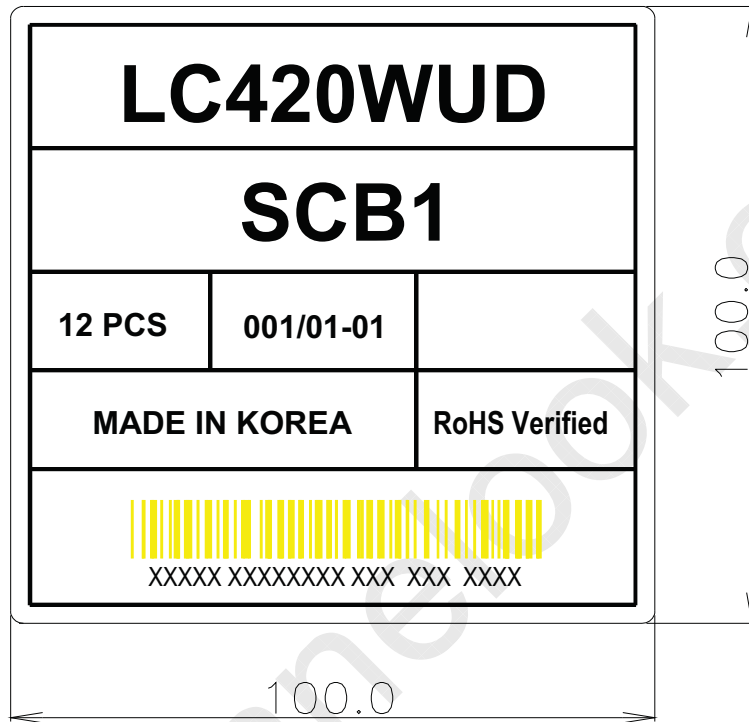 LC420WUD
SCB1
12 PCS
001/01-01
MADE IN KOREA
RoHS Verified
XXXXX XXXXXXXX XXX XXX XXXX
100.0
100.0
nelook